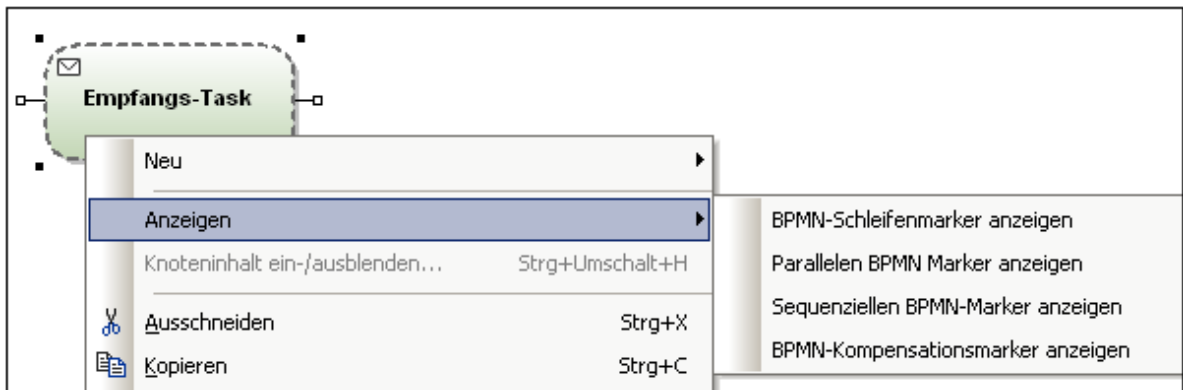 Empfangs-Task
Neu
Anzeigen
Knoteninhalt ein-/ausblenden... Strg+Umschalt+H
Ausschneiden Strg+X
Kopieren Strg+C
BPMN-Schleifenmarker anzeigen
Parallelen BPMN Marker anzeigen
Sequenziellen BPMN-Marker anzeigen
BPMN-Kompensationsmarker anzeigen